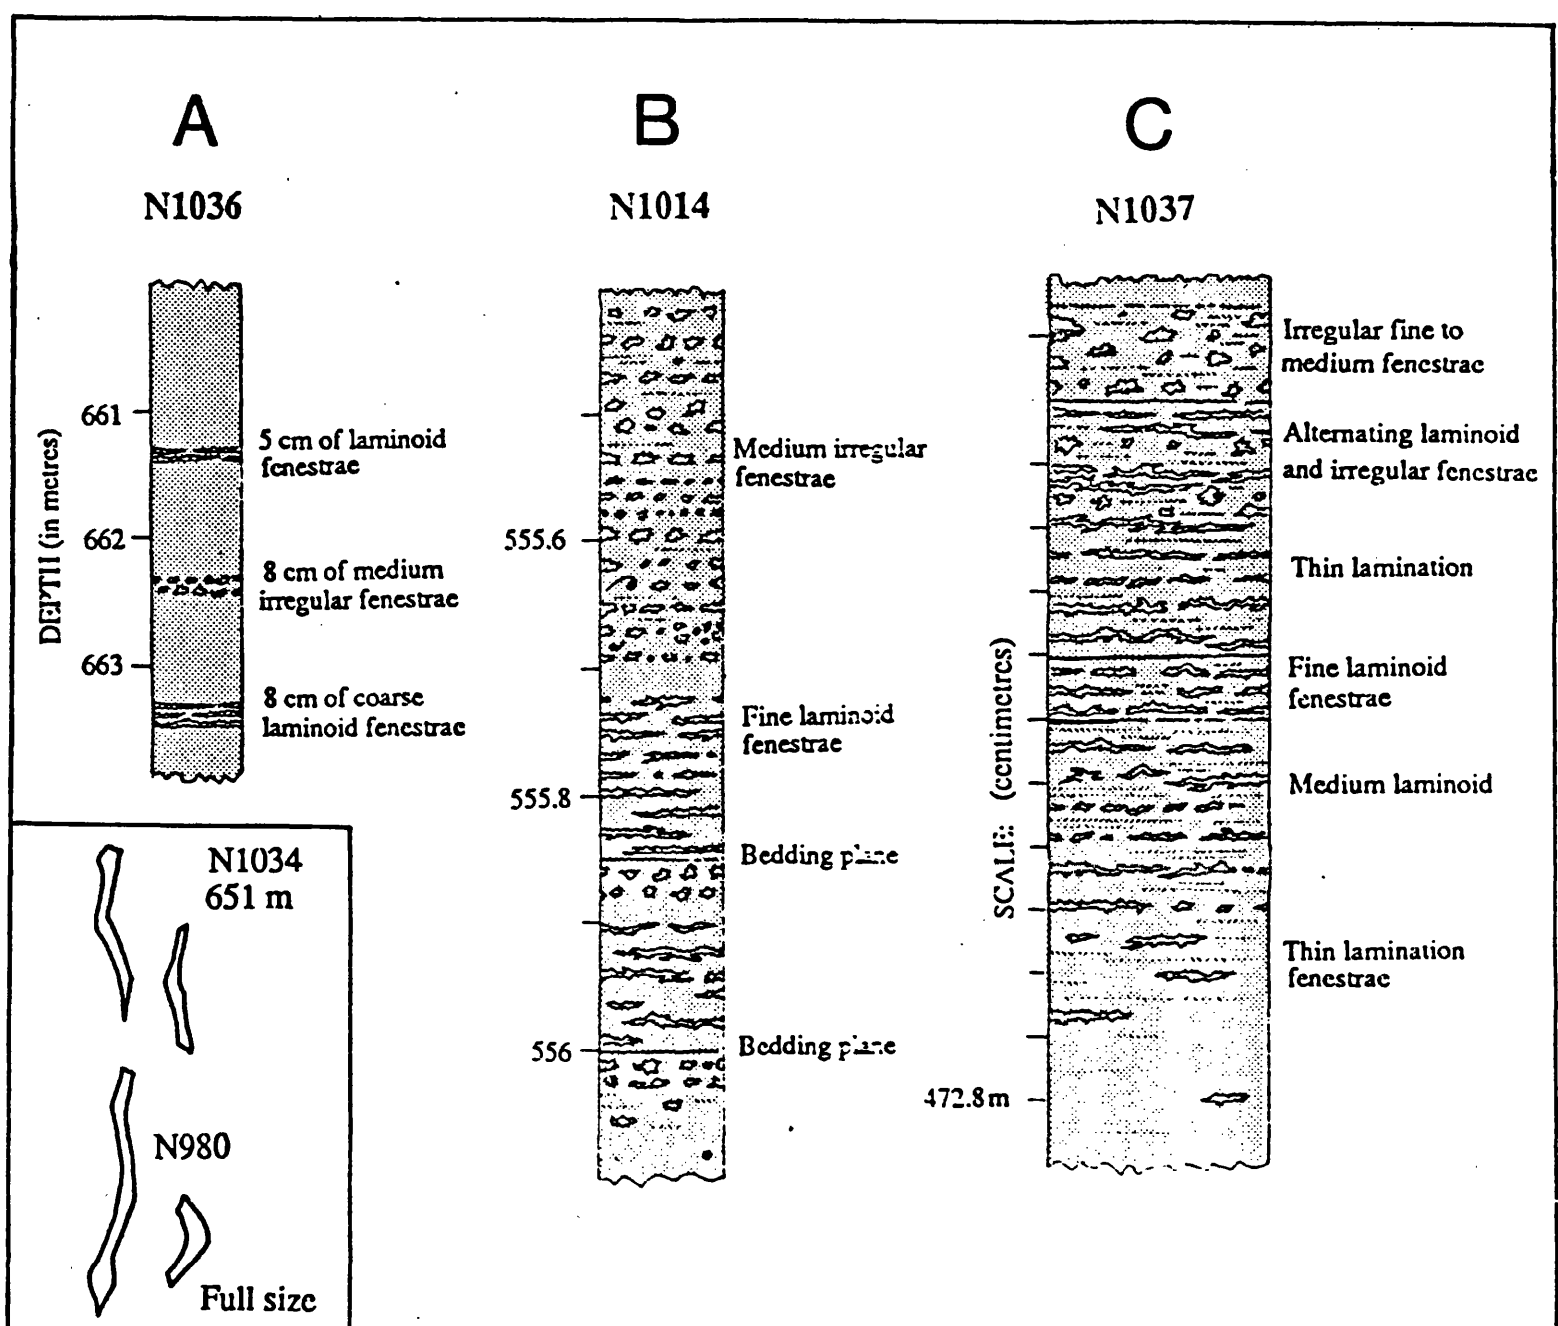 A
N1036
661
662
663
DEPTH (in metres)
5 cm of laminoid
fenestrae
8 cm of medium
irregular fenestrae
8 cm of coarse
laminoid fenestrae
B
N1014
555.6
555.8
556
Medium irregular
fenestrae
Fine laminoid
fenestrae
Bedding plane
Bedding plane
C
N1037
SCALE: (centimetres)
472.8m
Irregular fine to
medium fenestrae
Alternating laminoid
and irregular fenestrae
Thin lamination
Fine laminoid
fenestrae
Medium laminoid
Thin lamination
fenestrae
N1034
651 m
N980
Full size